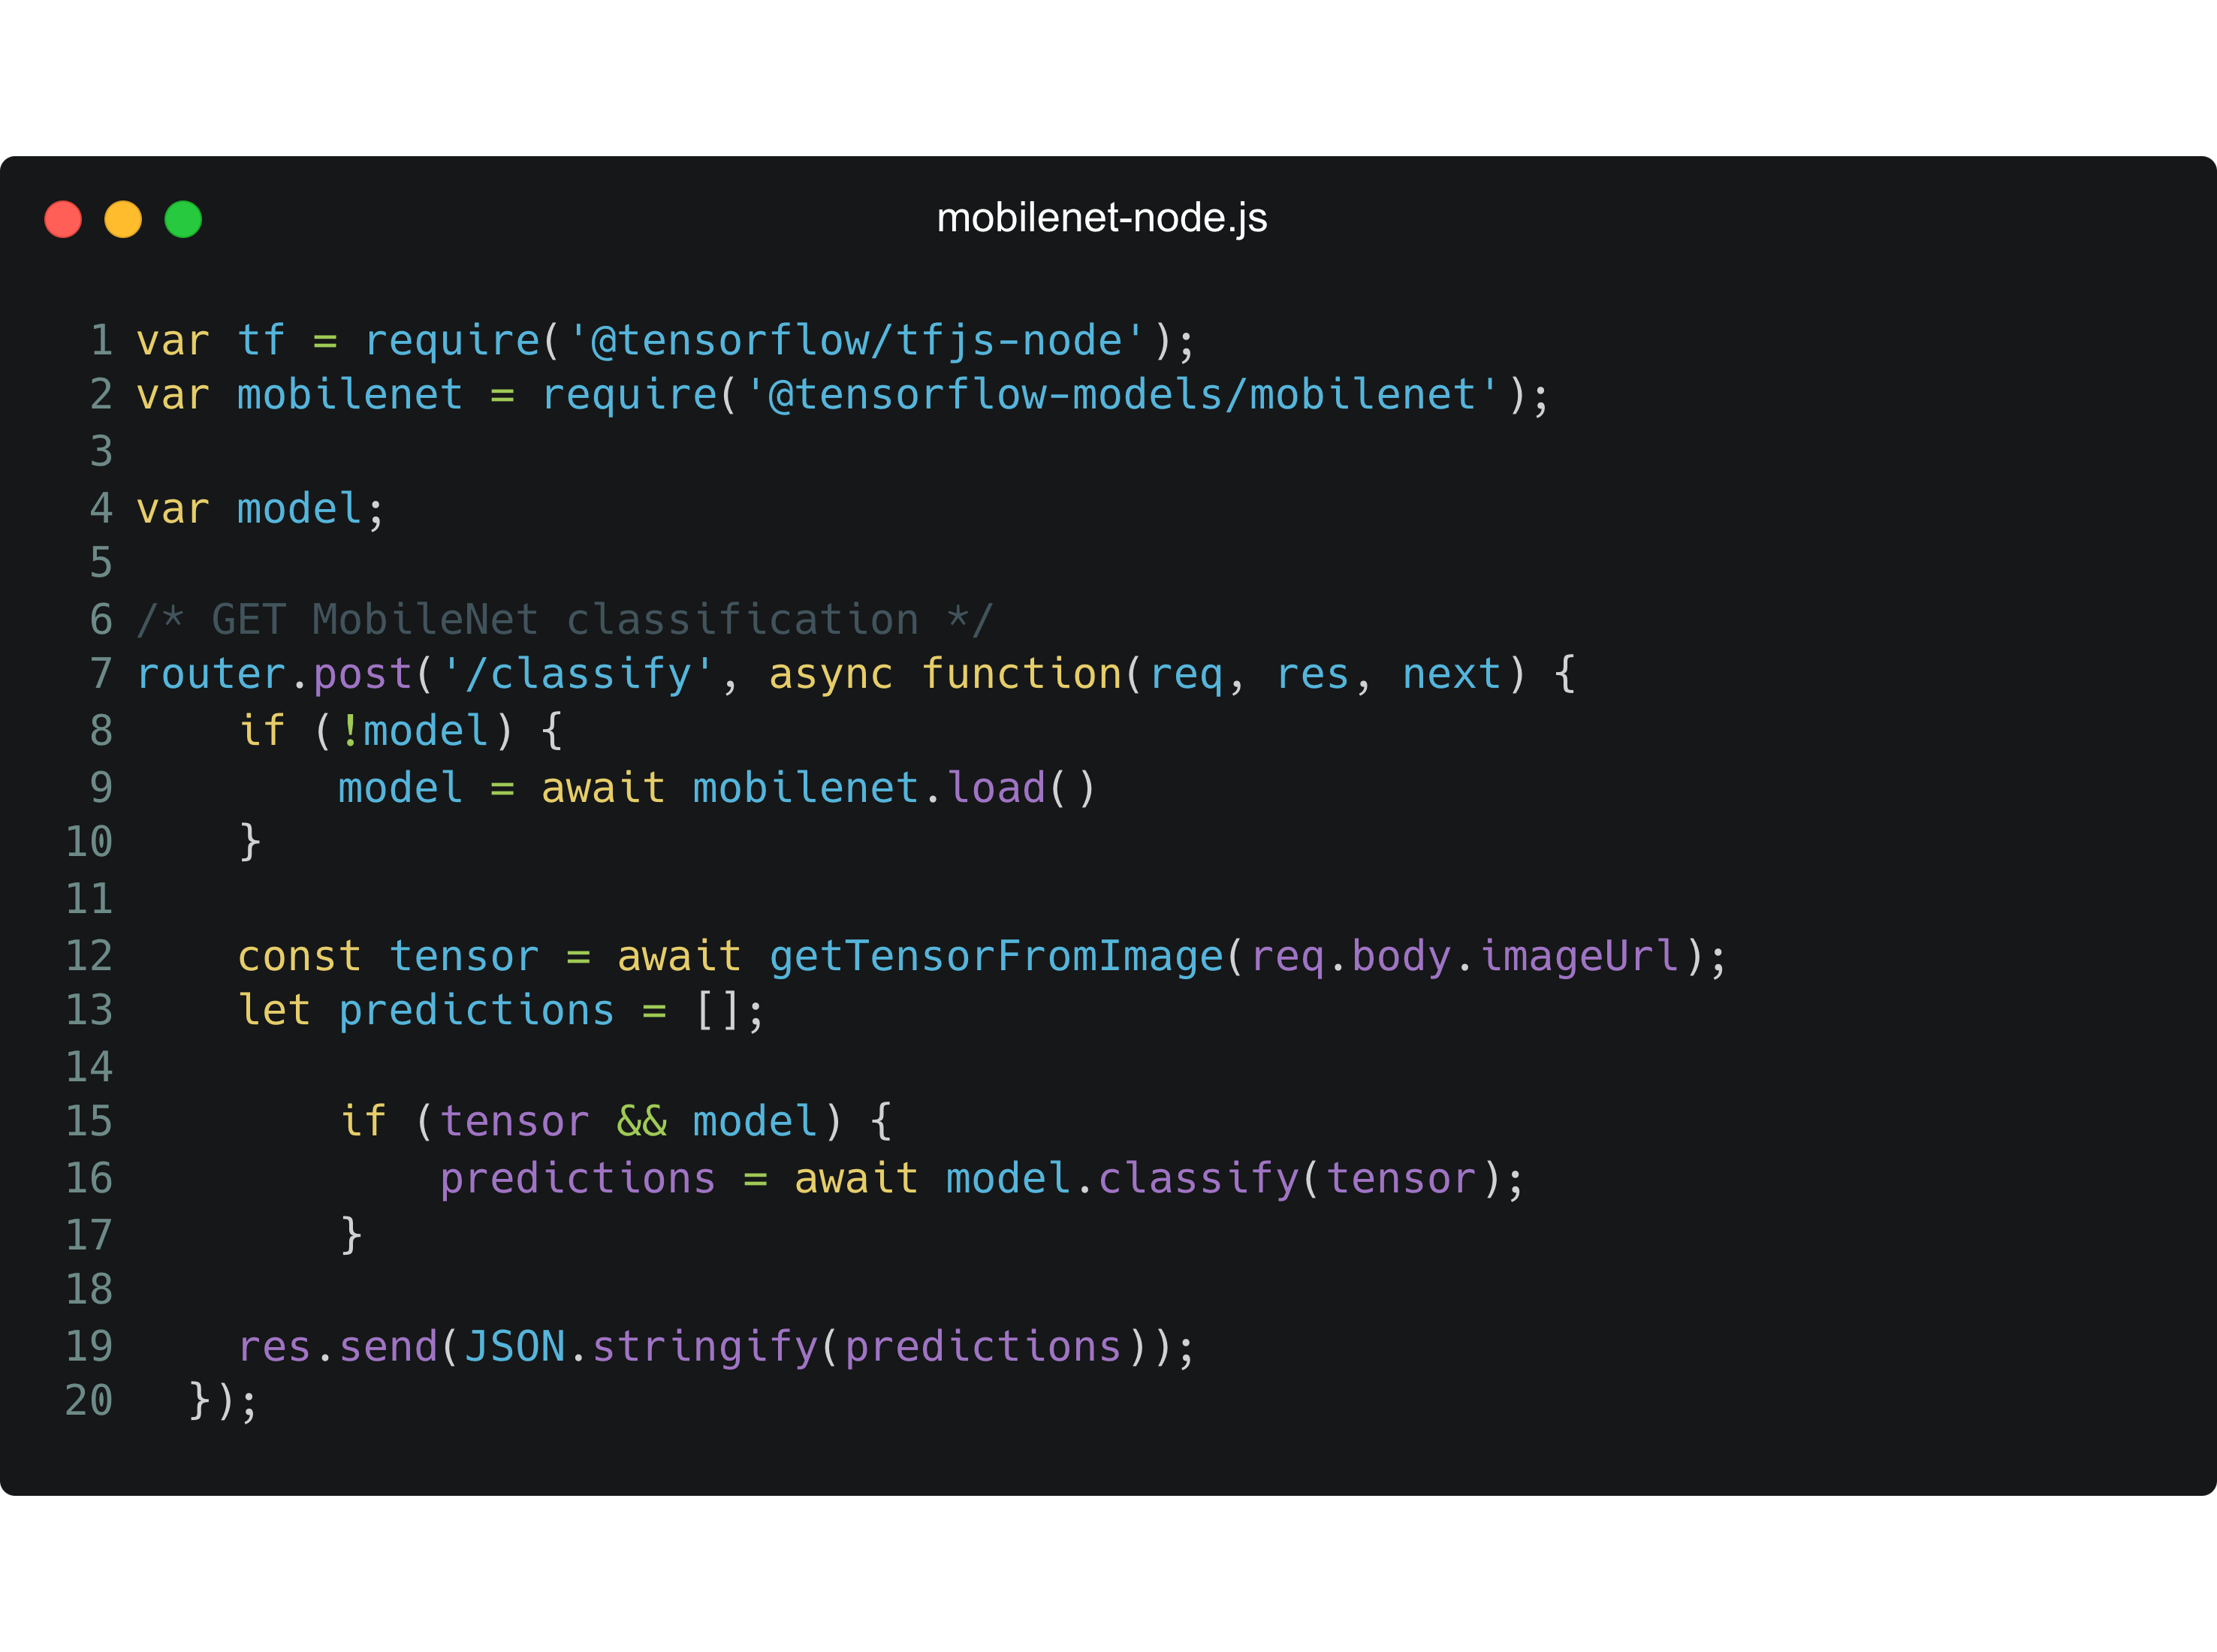 mobilenet-node.js
1 var tf = require('@tensorflow/tfjs-node');
2 var mobilenet = require('@tensorflow-models/mobilenet');
3
4 var model;
5
6 /* GET MobileNet classification */
7 router.post('/classify', async function(req, res, next) {
8     if (!model) {
9         model = await mobilenet.load()
10     }
11
12     const tensor = await getTensorFromImage(req.body.imageUrl);
13     let predictions = [];
14
15         if (tensor && model) {
16             predictions = await model.classify(tensor);
17         }
18
19     res.send(JSON.stringify(predictions));
20   });